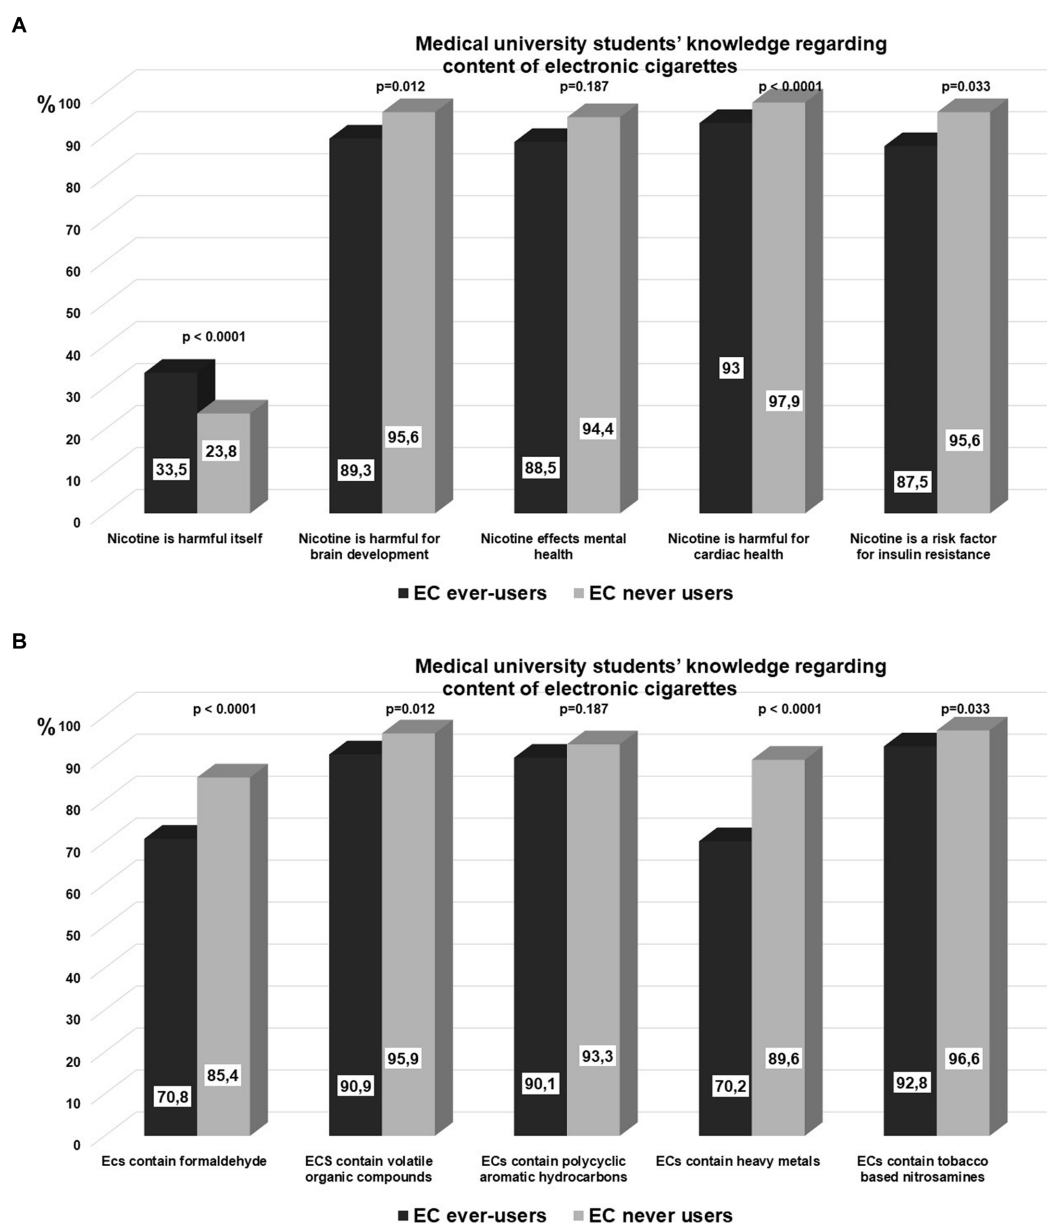 A
Medical university students’ knowledge regarding
content of electronic cigarettes
%
100
90
80
70
60
50
40
30
20
10
0
p < 0.0001
p=0.012
p=0.187
p < 0.0001
p=0.033
33,5
23,8
89,3
95,6
88,5
94,4
93
97,9
87,5
95,6
Nicotine is harmful itself
Nicotine is harmful for
brain development
Nicotine effects mental
health
Nicotine is harmful for
cardiac health
Nicotine is a risk factor
for insulin resistance
EC ever-users
EC never users
B
Medical university students’ knowledge regarding
content of electronic cigarettes
%
100
90
80
70
60
50
40
30
20
10
0
p < 0.0001
p=0.012
p=0.187
p < 0.0001
p=0.033
70,8
85,4
90,9
95,9
90,1
93,3
70,2
89,6
92,8
96,6
Ecs contain formaldehyde
ECS contain volatile
organic compounds
ECs contain polycyclic
aromatic hydrocarbons
ECs contain heavy metals
ECs contain tobacco
based nitrosamines
EC ever-users
EC never users